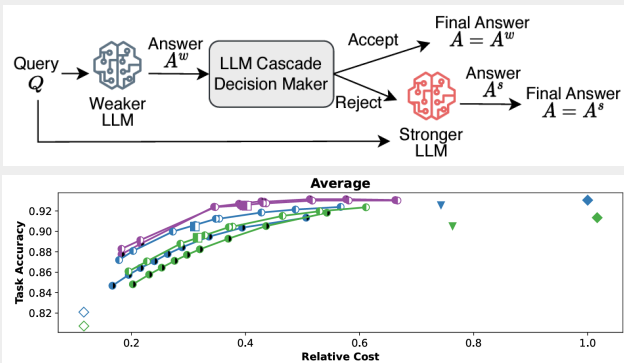 Query
Q
Weaker
LLM
Answer
A^w
LLM Cascade
Decision Maker
Accept
Reject
Final Answer
A = A^w
Stronger
LLM
Answer
A^s
Final Answer
A = A^s
Average
Task Accuracy
0.92
0.90
0.88
0.86
0.84
0.82
0.2 0.4 0.6 0.8 1.0
Relative Cost